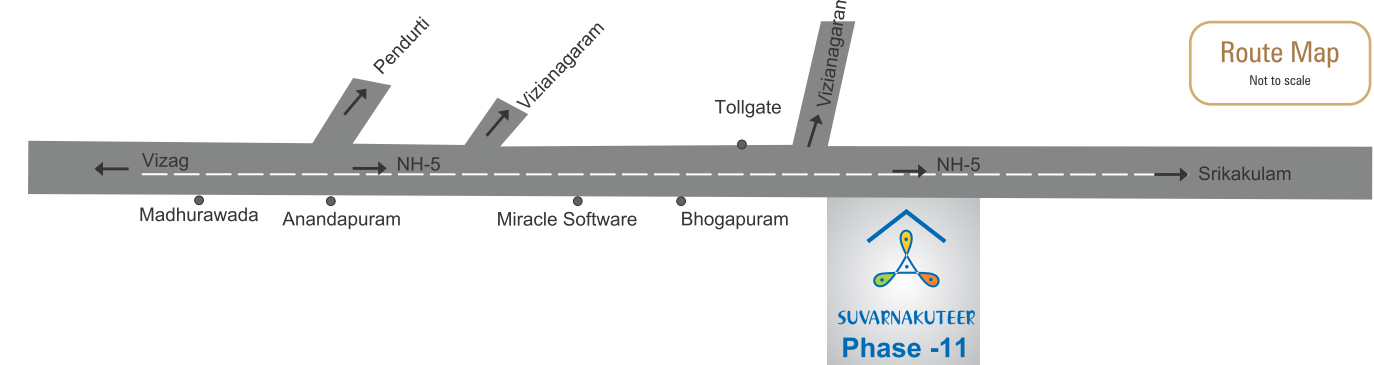 Route Map
Not to scale
Pendurti
Vizianagaram
Vizianagaram
Tollgate
Vizag
NH-5
NH-5
Srikakulam
Madhurawada
Anandapuram
Miracle Software
Bhogapuram
SUVARNAKUTEER
Phase -11